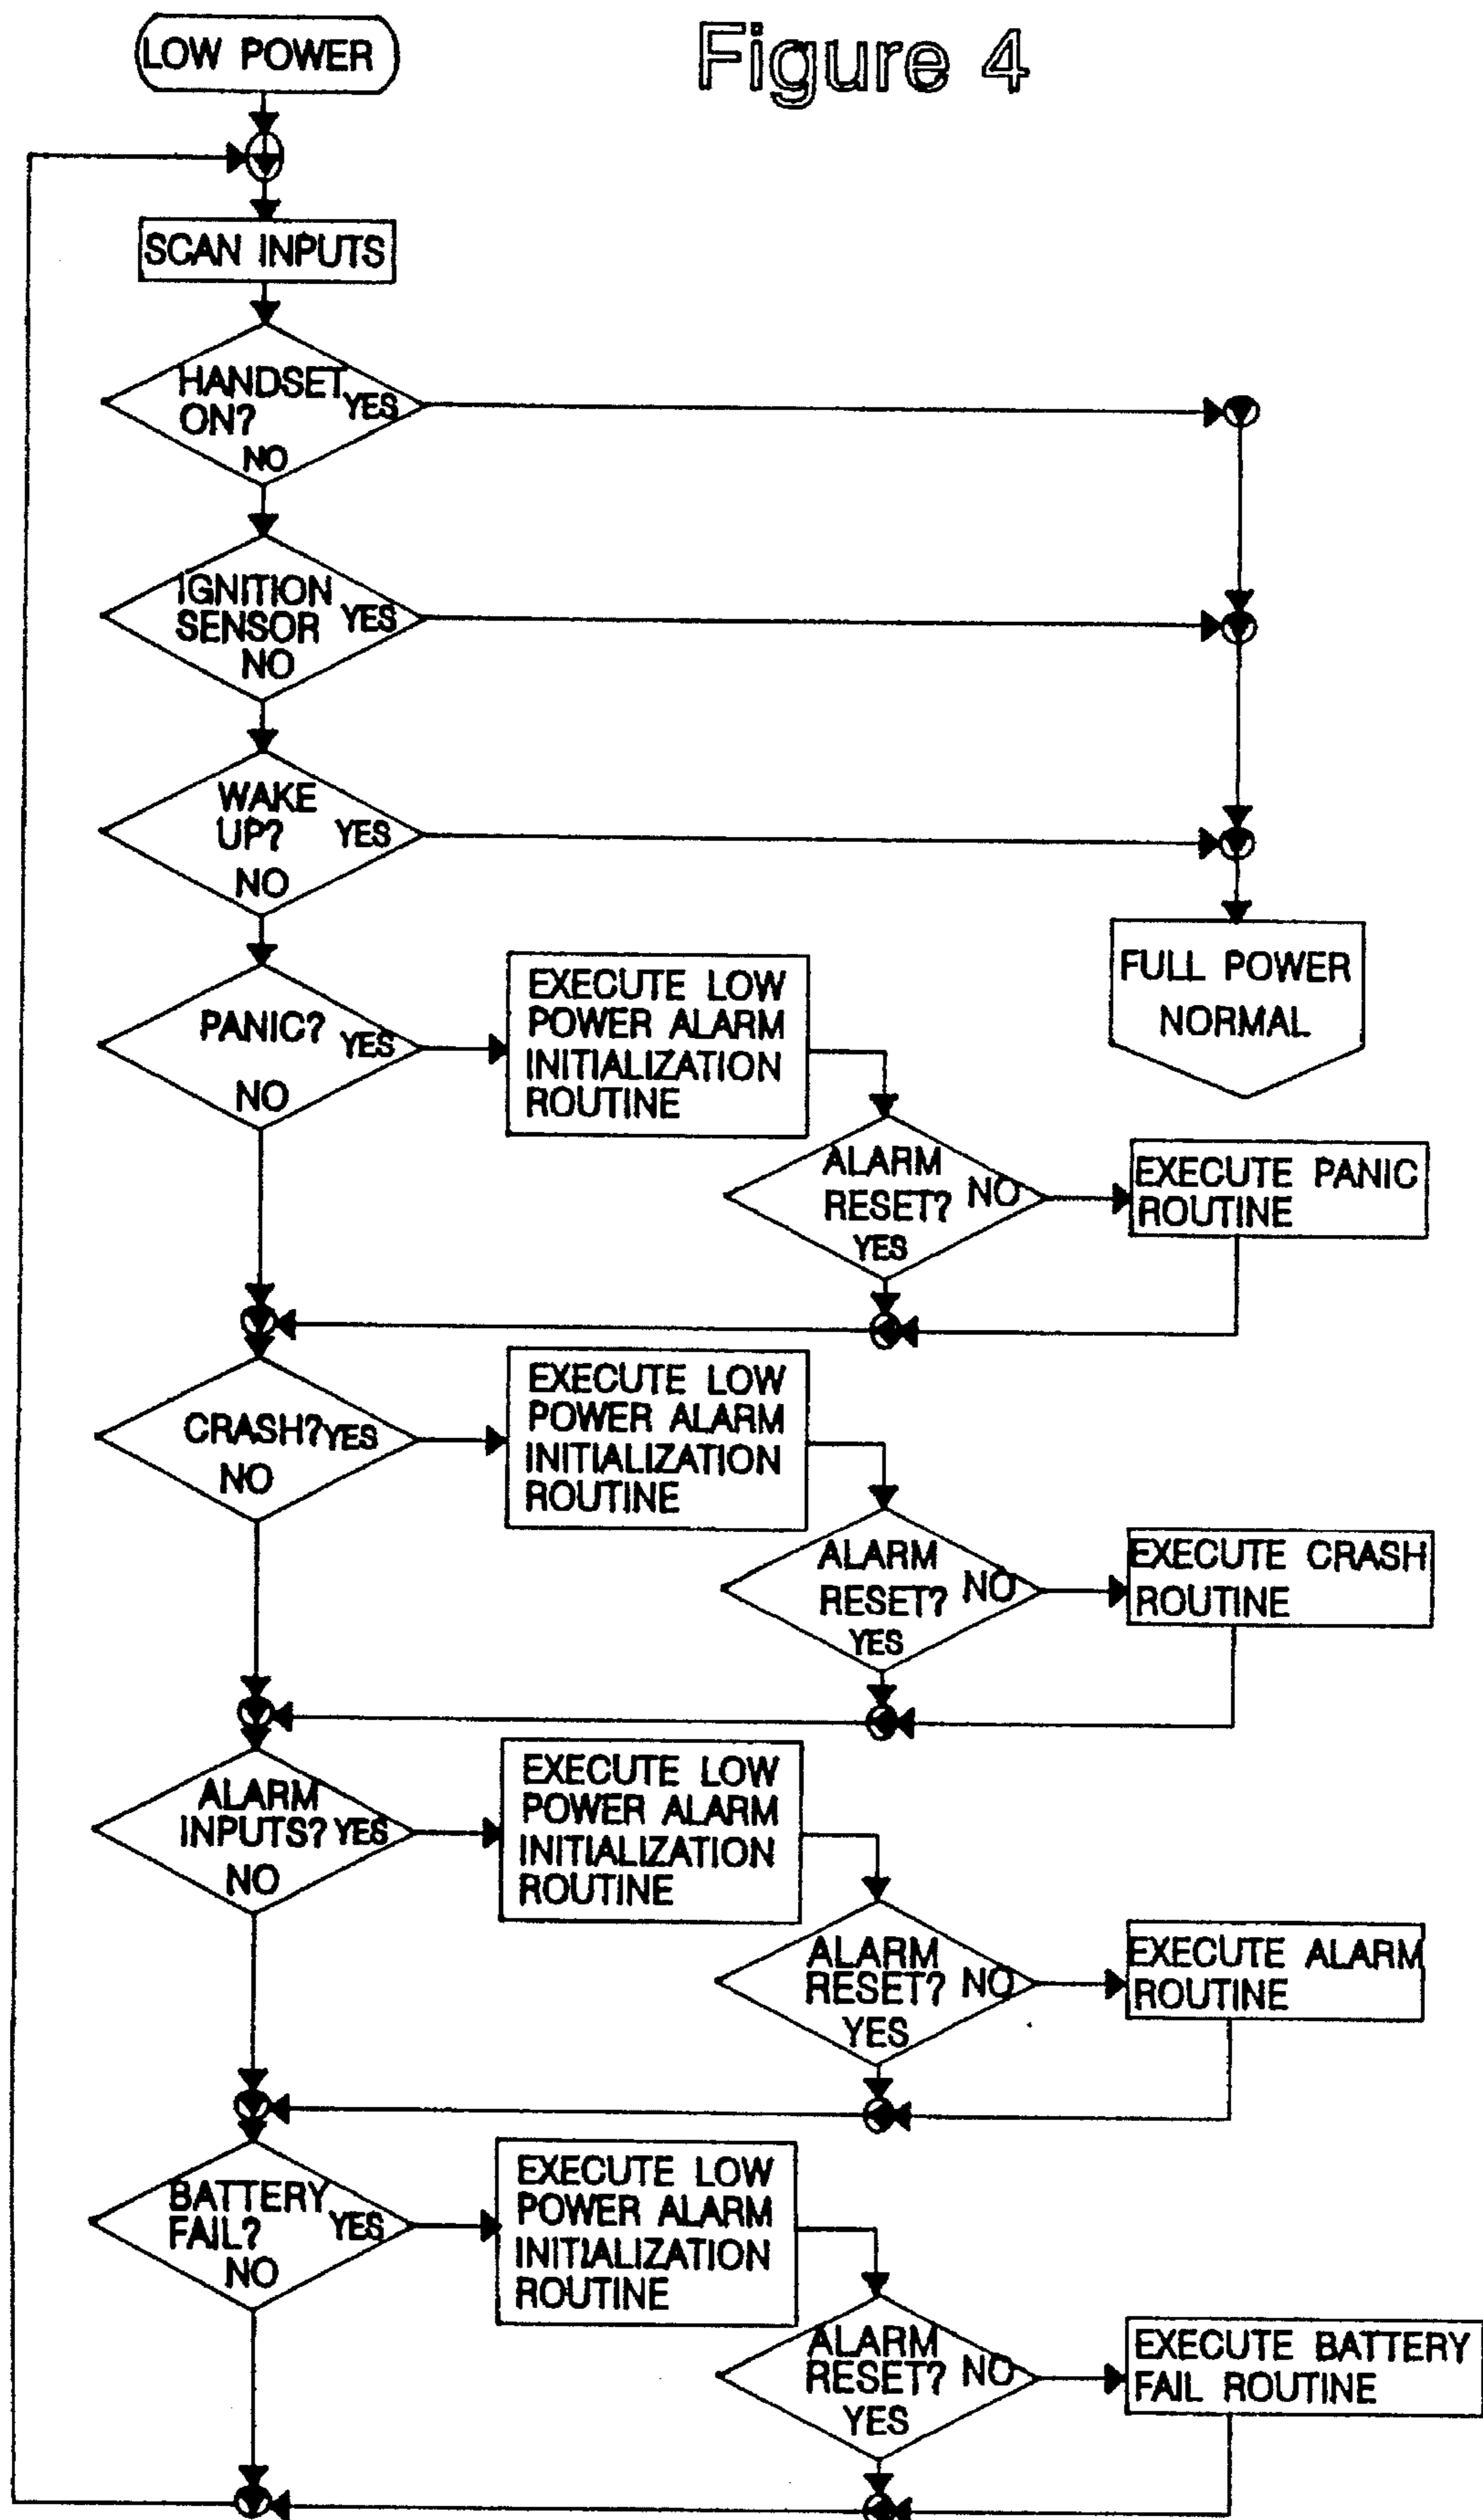 Figure 4
LOW POWER
SCAN INPUTS
HANDSET
ON?
YES
NO
IGNITION
SENSOR
YES
NO
WAKE
UP?
YES
NO
FULL POWER
NORMAL
PANIC?
YES
NO
EXECUTE LOW
POWER ALARM
INITIALIZATION
ROUTINE
ALARM
RESET?
NO
YES
EXECUTE PANIC
ROUTINE
CRASH?
YES
NO
EXECUTE LOW
POWER ALARM
INITIALIZATION
ROUTINE
ALARM
RESET?
NO
YES
EXECUTE CRASH
ROUTINE
ALARM
INPUTS?
YES
NO
EXECUTE LOW
POWER ALARM
INITIALIZATION
ROUTINE
ALARM
RESET?
NO
YES
EXECUTE ALARM
ROUTINE
BATTERY
FAIL?
YES
NO
EXECUTE LOW
POWER ALARM
INITIALIZATION
ROUTINE
ALARM
RESET?
NO
YES
EXECUTE BATTERY
FAIL ROUTINE